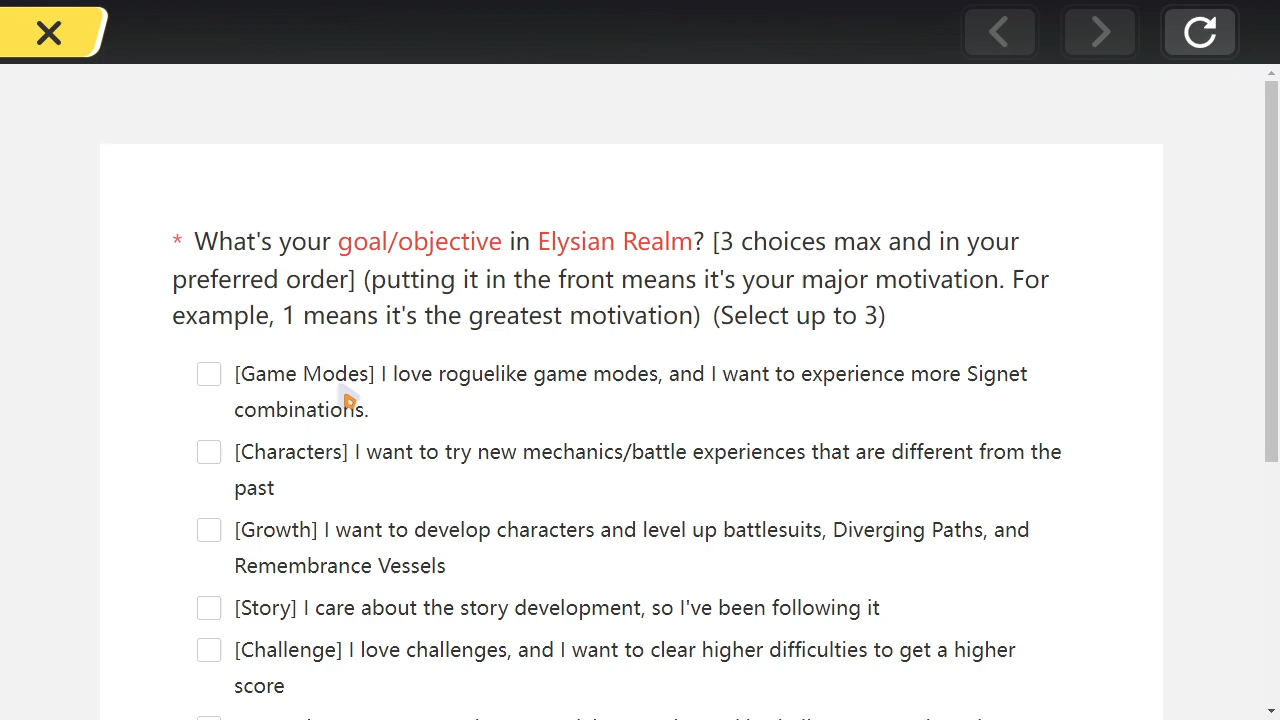 * What's your goal/objective in Elysian Realm? [3 choices max and in your
preferred order] (putting it in the front means it's your major motivation. For
example, 1 means it's the greatest motivation) (Select up to 3)
[Game Modes] I love roguelike game modes, and I want to experience more Signet
combinations.
[Characters] I want to try new mechanics/battle experiences that are different from the
past
[Growth] I want to develop characters and level up battlesuits, Diverging Paths, and
Remembrance Vessels
[Story] I care about the story development, so I've been following it
[Challenge] I love challenges, and I want to clear higher difficulties to get a higher
score